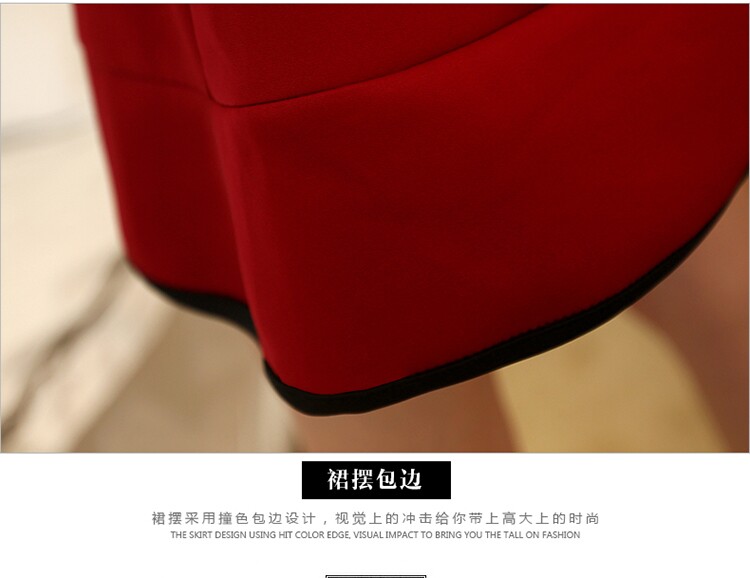 裙摆包边
裙摆采用撞色包边设计，视觉上的冲击给你带上高大上的时尚
THE SKIRT DESIGN USING HIT COLOR EDGE, VISUAL IMPACT TO BRING YOU THE TALL ON FASHION